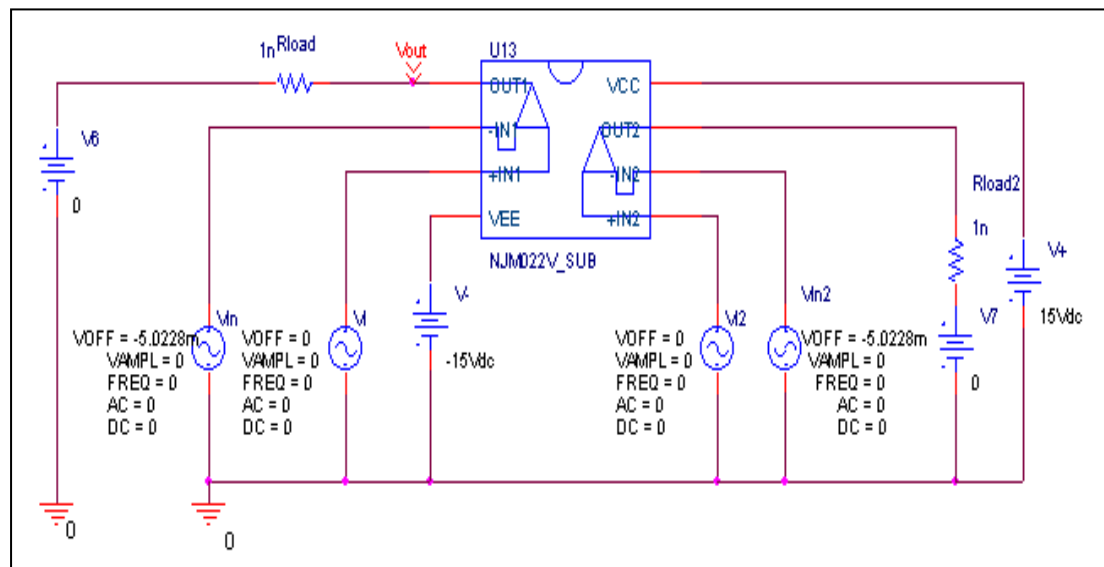 1n Rload
Vout
U13
V6
0
OUT1
-IN1
+IN1
VEE
VCC
OUT2
-IN2
+IN2
NJM022V_SUB
Rload2
1n
V+
15Vdc
V7
0
V-
-15Vdc
Vin
VOFF = -5.0228m
VAMPL = 0
FREQ = 0
AC = 0
DC = 0
VI
VOFF = 0
VAMPL = 0
FREQ = 0
AC = 0
DC = 0
VI2
VOFF = 0
VAMPL = 0
FREQ = 0
AC = 0
DC = 0
Vin2
VOFF = -5.0228m
VAMPL = 0
FREQ = 0
AC = 0
DC = 0
0
0